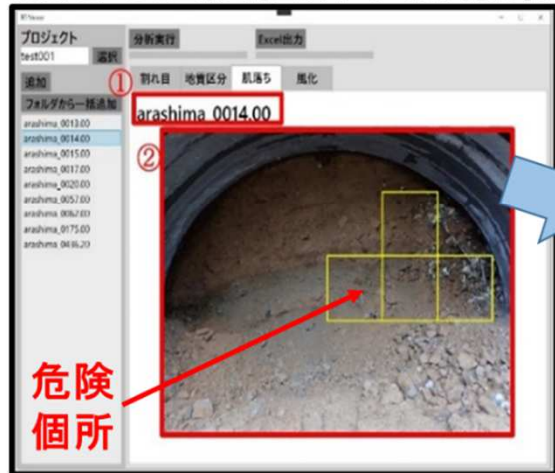 プロジェクト
test001
選択
追加
フォルダから一括追加
arashima_0013.00
arashima_0014.00
arashima_0015.00
arashima_0017.00
arashima_0020.00
arashima_0057.00
arashima_0175.00
分析実行
Excel出力
①
割れ目
地質区分
肌落ち
風化
arashima_0014.00
②
危険
個所